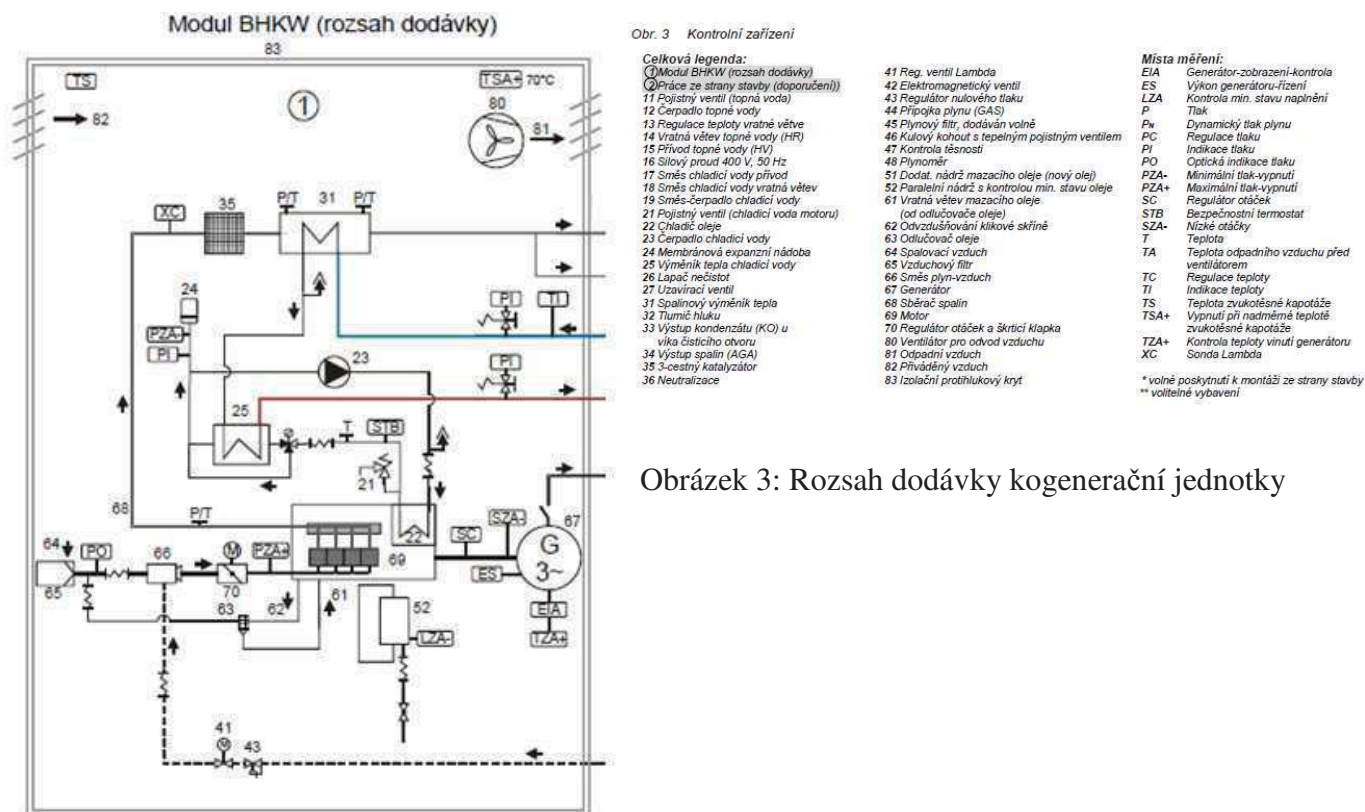 Modul BHKW (rozsah dodávky)
83
TS
82
1
TSA+ 70°C
80
81
35
XC
P/T
31
P/T
24
PZA-
PI
PI
TI
23
PI
25
T
STB
21
68
P/T
22
SZA-
SC
67
G
3~
64
PO
66
M
PZA+
69
ES
65
70
63
62
61
52
EIA
LZA-
TZA+
41
M
43
Obr. 3 Kontrolní zařízení
Celková legenda:
1 Modul BHKW (rozsah dodávky)
2 Práce ze strany stavby (doporučení))
11 Pojistný ventil (topná voda)
12 Čerpadlo topné vody
13 Regulace teploty vratné větve
14 Vratná větev topné vody (HR)
15 Přívod topné vody (HV)
16 Silový proud 400 V, 50 Hz
17 Směs chladicí vody přívod
18 Směs chladicí vody vratná větev
19 Směs-čerpadlo chladicí vody
21 Pojistný ventil (chladicí voda motoru)
22 Chladič oleje
23 Čerpadlo chladicí vody
24 Membránová expanzní nádoba
25 Výměník tepla chladicí vody
26 Lapač nečistot
27 Uzavírací ventil
31 Spalinový výměník tepla
32 Tlumič hluku
33 Výstup kondenzátu (KO) u
víka čisticího otvoru
34 Výstup spalin (AGA)
35 3-cestný katalyzátor
36 Neutralizace
41 Reg. ventil Lambda
42 Elektromagnetický ventil
43 Regulátor nulového tlaku
44 Přípojka plynu (GAS)
45 Plynový filtr, dodáván volně
46 Kulový kohout s tepelným pojistným ventilem
47 Kontrola těsnosti
48 Plynoměr
51 Dodat. nádrž mazacího oleje (nový olej)
52 Paralelní nádrž s kontrolou min. stavu oleje
61 Vratná větev mazacího oleje
(od odlučovače oleje)
62 Odvzdušňování klikové skříně
63 Odlučovač oleje
64 Spalovací vzduch
65 Vzduchový filtr
66 Směs plyn-vzduch
67 Generátor
68 Sběrač spalin
69 Motor
70 Regulátor otáček a škrticí klapka
80 Ventilátor pro odvod vzduchu
81 Odpadní vzduch
82 Přiváděný vzduch
83 Izolační protihlukový kryt
Místa měření:
EIA Generátor-zobrazení-kontrola
ES Výkon generátoru-řízení
LZA Kontrola min. stavu naplnění
P Tlak
PN Dynamický tlak plynu
PC Regulace tlaku
PI Indikace tlaku
PO Optická indikace tlaku
PZA- Minimální tlak-vypnutí
PZA+ Maximální tlak-vypnutí
SC Regulátor otáček
STB Bezpečnostní termostat
SZA- Nízké otáčky
T Teplota
TA Teplota odpadního vzduchu před
ventilátorem
TC Regulace teploty
TI Indikace teploty
TS Teplota zvukotěsné kapotáže
TSA+ Vypnutí při nadměrné teplotě
zvukotěsné kapotáže
TZA+ Kontrola teploty vinutí generátoru
XC Sonda Lambda
* volné poskytnutí k montáži ze strany stavby
** volitelné vybavení
Obrázek 3: Rozsah dodávky kogenerační jednotky